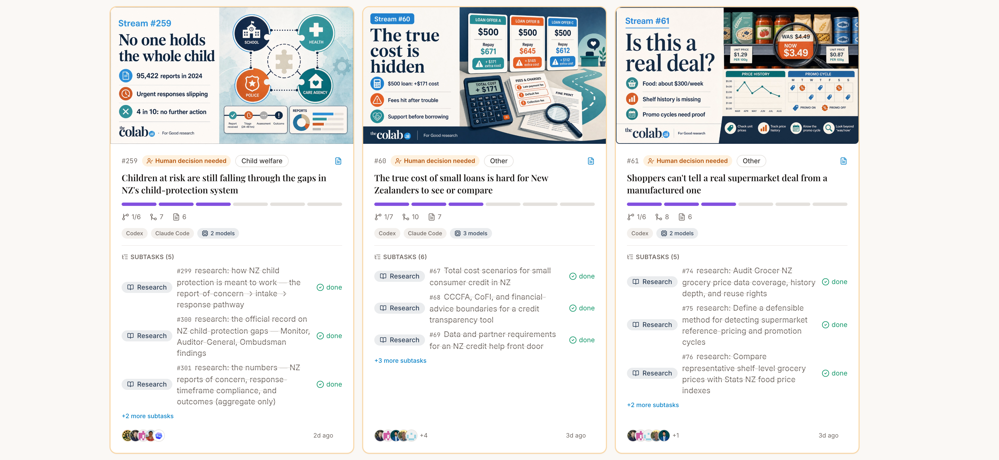 Stream #259
No one holds
the whole child
95,422 reports in 2024
Urgent responses slipping
4 in 10: no further action
the colab.ai · For Good research
SCHOOL
HEALTH
POLICE
CARE AGENCY
Report received
Triage (24–48 hrs)
Assessment
Outcome
REPORTS
#259 Human decision needed Child welfare
Children at risk are still falling through the gaps in
NZ's child-protection system
1/6 7 6
Codex Claude Code 2 models
SUBTASKS (5)
Research
#299 research: how NZ child
protection is meant to work — the
report-of-concern → intake →
response pathway
done
Research
#300 research: the official record on
NZ child-protection gaps — Monitor,
Auditor-General, Ombudsman
findings
done
Research
#301 research: the numbers — NZ
reports of concern, response-
timeframe compliance, and
outcomes (aggregate only)
done
+2 more subtasks
2d ago
Stream #60
The true
cost is
hidden
$500 loan: +$171 cost
Fees hit after trouble
Support before borrowing
the colab.ai For Good research
LOAN OFFER A
$500
Repay
$671
+ $171
extra cost
LOAN OFFER B
$500
Repay
$645
+ $145
extra cost
LOAN OFFER C
$500
Repay
$612
+ $112
extra cost
TOTAL COST
+ $171
MC MR M- M+ %
7 8 9 ÷
4 5 6 × −
1 2 3 + −
0 · =
FEES & CHARGES
Late payment fee
Default fee
Collection fee
FINE PRINT
#60 Human decision needed Other
The true cost of small loans is hard for New
Zealanders to see or compare
1/7 10 7
Codex Claude Code 3 models
SUBTASKS (6)
Research
#67 Total cost scenarios for small
consumer credit in NZ
done
Research
#68 CCCFA, CoFI, and financial-
advice boundaries for a credit
transparency tool
done
Research
#69 Data and partner requirements
for an NZ credit help front door
done
+3 more subtasks
+4
3d ago
Stream #61
Is this a
real deal?
Food: about $300/week
Shelf history is missing
Promo cycles need proof
the colab.ai For Good research
WAS $4.49
NOW
$3.49
UNIT PRICE
$1.29
PER 100g
UNIT PRICE
$0.87
PER 100g
PRICE HISTORY
$5.00
$4.00
$3.00
$2.00
$1.00
$0.00
MAR APR MAY JUN JUL AUG
PROMO CYCLE
M T W T F S S
PROMO ON PROMO OFF
Check unit prices
Track price history
Know the promo cycle
Look beyond 'was/now'
#61 Human decision needed Other
Shoppers can't tell a real supermarket deal from a
manufactured one
1/6 8 6
Codex 2 models
SUBTASKS (5)
Research
#74 research: Audit Grocer NZ
grocery price data coverage, history
depth, and reuse rights
done
Research
#75 research: Define a defensible
method for detecting supermarket
reference-pricing and promotion
cycles
done
Research
#76 research: Compare
representative shelf-level grocery
prices with Stats NZ food price
indexes
done
+2 more subtasks
+1
3d ago